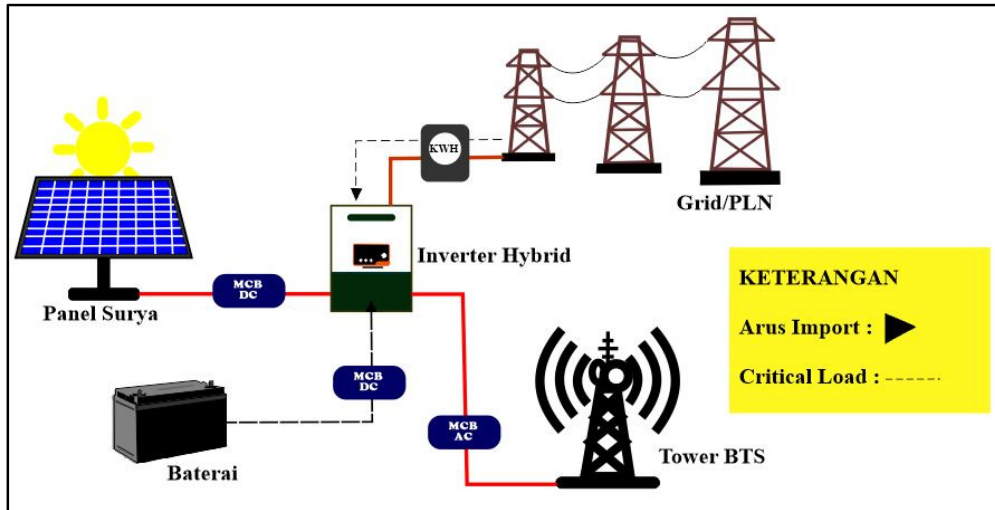 KWH
Grid/PLN
Inverter Hybrid
MCB
DC
Panel Surya
MCB
DC
Baterai
MCB
AC
Tower BTS
KETERANGAN
Arus Import :
Critical Load :